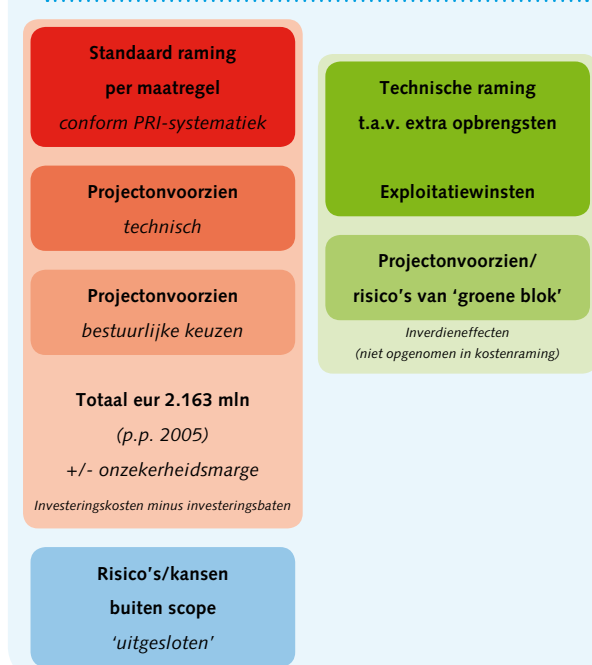 Standaard raming
per maatregel
conform PRI-systematiek
Projectonvoorzien
technisch
Projectonvoorzien
bestuurlijke keuzen
Totaal eur 2.163 mln
(p.p. 2005)
+/- onzekerheidsmarge
Investeringskosten minus investeringsbaten
Risico's/kansen
buiten scope
‘uitgesloten’
Technische raming
t.a.v. extra opbrengsten
Exploitatiewinsten
Projectonvoorzien/
risico's van ‘groene blok’
Inverdieneffecten
(niet opgenomen in kostenraming)